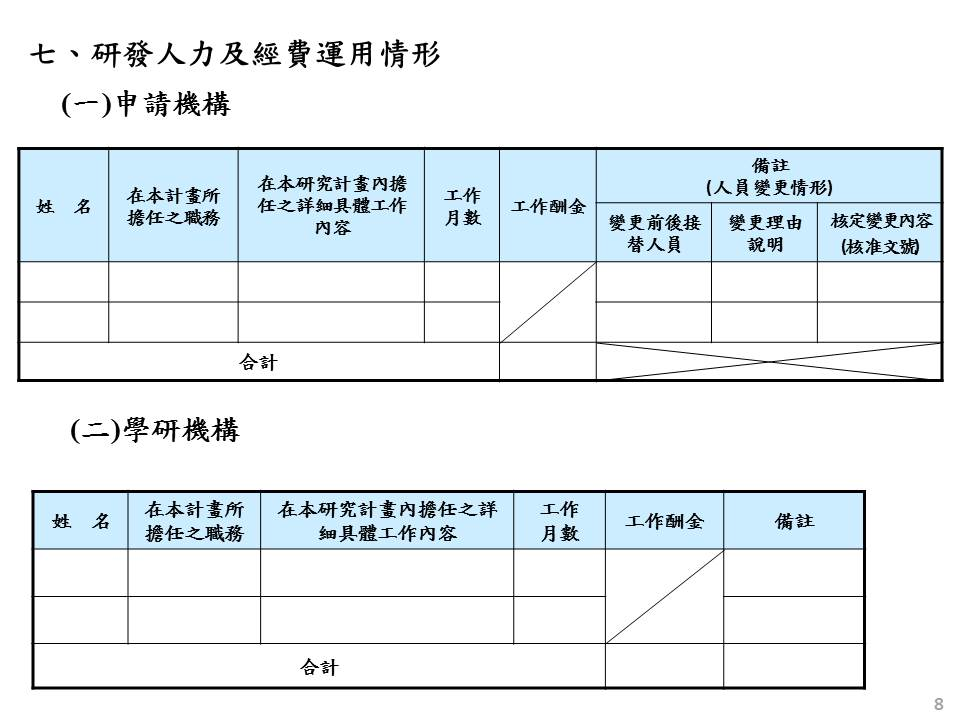 七、研發人力及經費運用情形
(一)申請機構
姓　名
在本計畫所
擔任之職務
在本研究計畫內擔
任之詳細具體工作
內容
工作
月數
工作酬金
備註
(人員變更情形)
變更前後接
替人員
變更理由
說明
核定變更內容
(核准文號)
合計
(二)學研機構
姓　名
在本計畫所
擔任之職務
在本研究計畫內擔任之詳
細具體工作內容
工作
月數
工作酬金
備註
合計
8